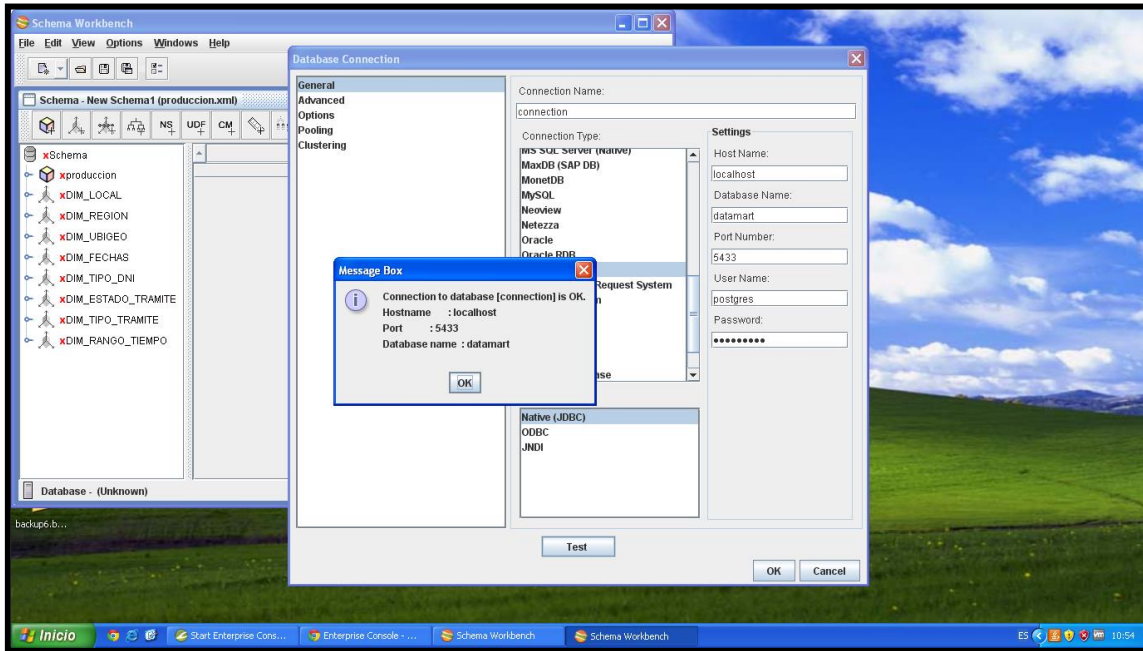 Schema Workbench
File Edit View Options Windows Help
Schema - New Schema1 (produccion.xml)
NS UDF CM
xSchema
xproduccion
xDIM_LOCAL
xDIM_REGION
xDIM_UBIGEO
xDIM_FECHAS
xDIM_TIPO_DNI
xDIM_ESTADO_TRAMITE
xDIM_TIPO_TRAMITE
xDIM_RANGO_TIEMPO
Database - (Unknown)
backup6.b...
Database Connection
General
Advanced
Options
Pooling
Clustering
Connection Name:
connection
Connection Type:
MS SQL Server (Native)
MaxDB (SAP DB)
MonetDB
MySQL
Neoview
Netezza
Oracle
Oracle RDB
Request System
Native (JDBC)
ODBC
JNDI
Settings
Host Name:
localhost
Database Name:
datamart
Port Number:
5433
User Name:
postgres
Password:
•••••••••
Message Box
Connection to database [connection] is OK.
Hostname : localhost
Port : 5433
Database name : datamart
OK
Test
OK Cancel
Inicio
Start Enterprise Cons...
Enterprise Console - ...
Schema Workbench
Schema Workbench
ES
10:54